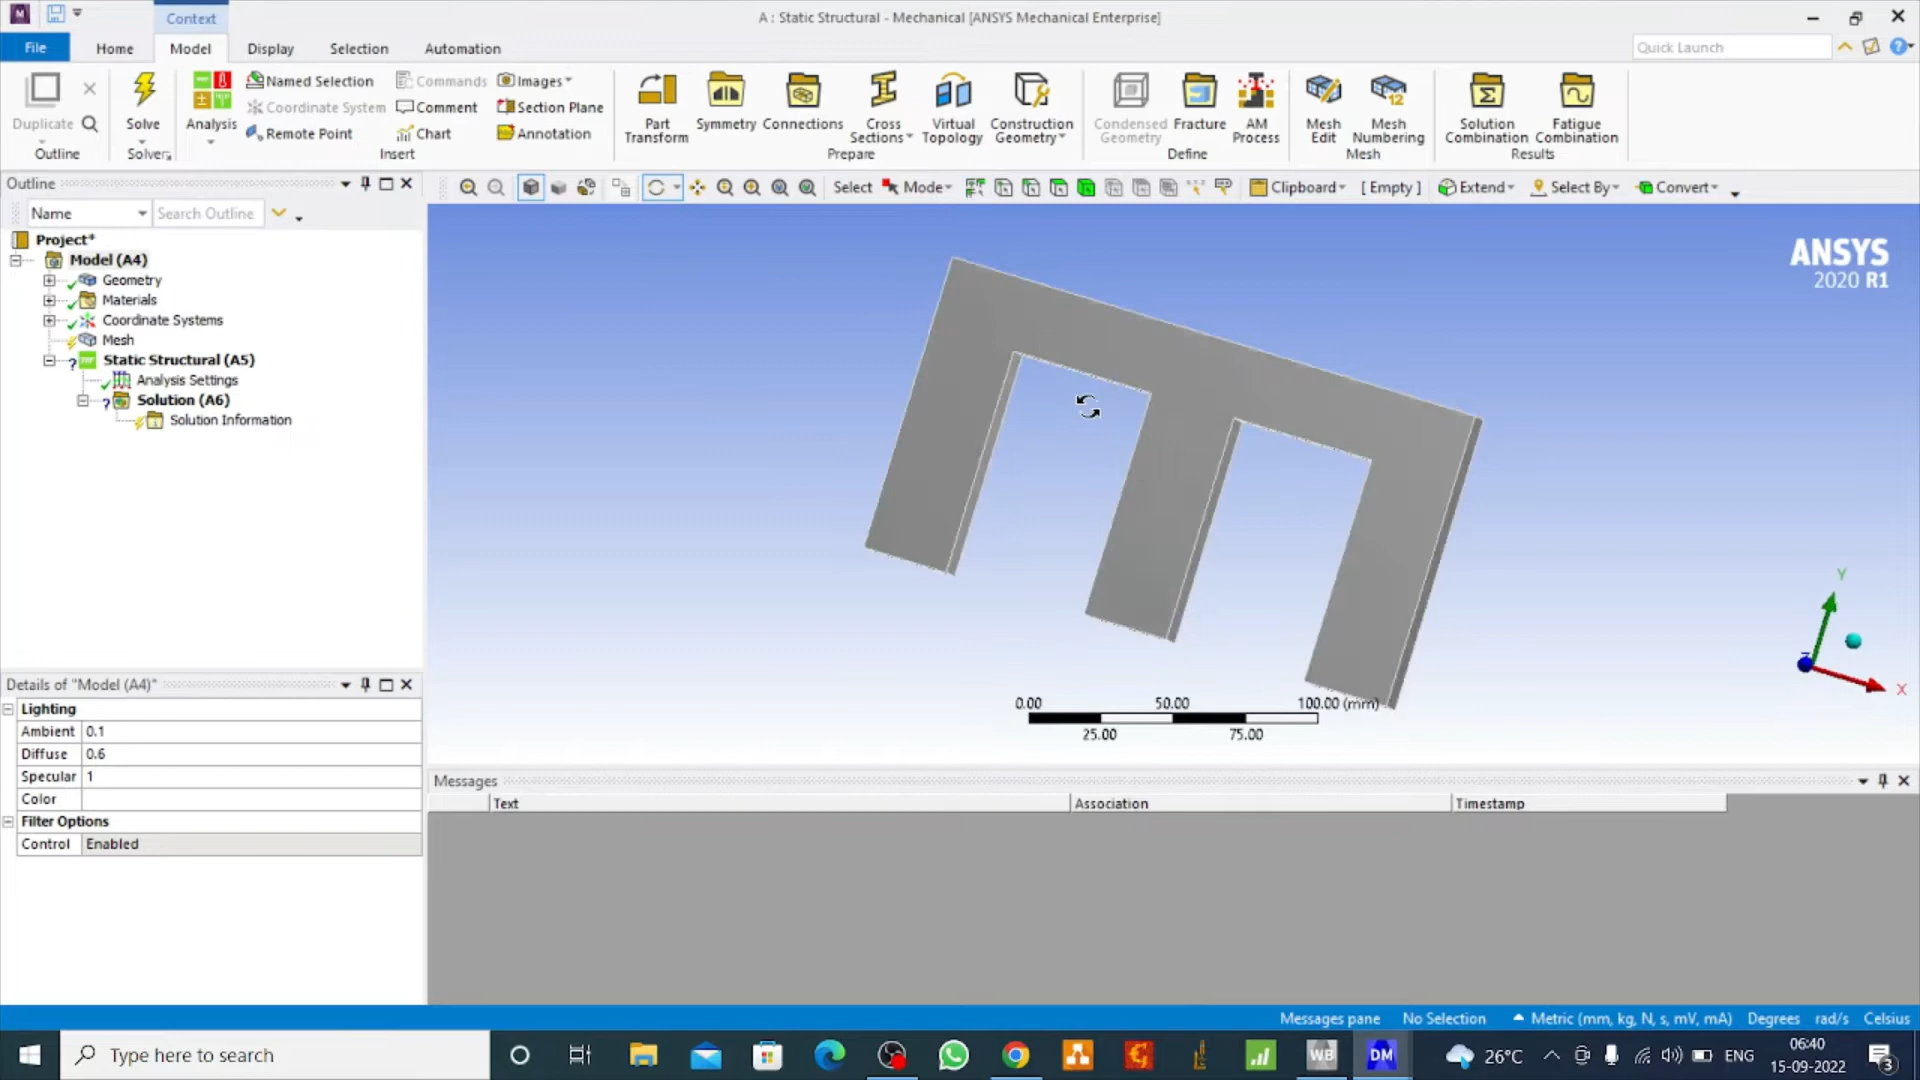 Context
A : Static Structural - Mechanical [ANSYS Mechanical Enterprise]
File
Home
Model
Display
Selection
Automation
Quick Launch
Duplicate
Outline
Solve
Solver
Analysis
Named Selection
Coordinate System
Remote Point
Commands
Comment
Chart
Images
Section Plane
Annotation
Insert
Part
Transform
Symmetry
Connections
Cross
Sections
Virtual
Topology
Construction
Geometry
Prepare
Condensed
Geometry
Fracture
AM
Process
Define
Mesh
Edit
Mesh
Numbering
Mesh
Solution
Combination
Fatigue
Combination
Results
Outline
Name
Search Outline
Select
Mode
Clipboard
[ Empty ]
Extend
Select By
Convert
Project*
Model (A4)
Geometry
Materials
Coordinate Systems
Mesh
Static Structural (A5)
Analysis Settings
Solution (A6)
Solution Information
ANSYS
2020 R1
0.00 50.00 100.00 (mm)
25.00 75.00
Y
Z
X
Details of "Model (A4)"
Lighting
Ambient 0.1
Diffuse 0.6
Specular 1
Color
Filter Options
Control Enabled
Messages
Text Association Timestamp
Messages pane No Selection Metric (mm, kg, N, s, mV, mA) Degrees rad/s Celsius
Type here to search
WB
DM
26°C
ENG
06:40
15-09-2022
3